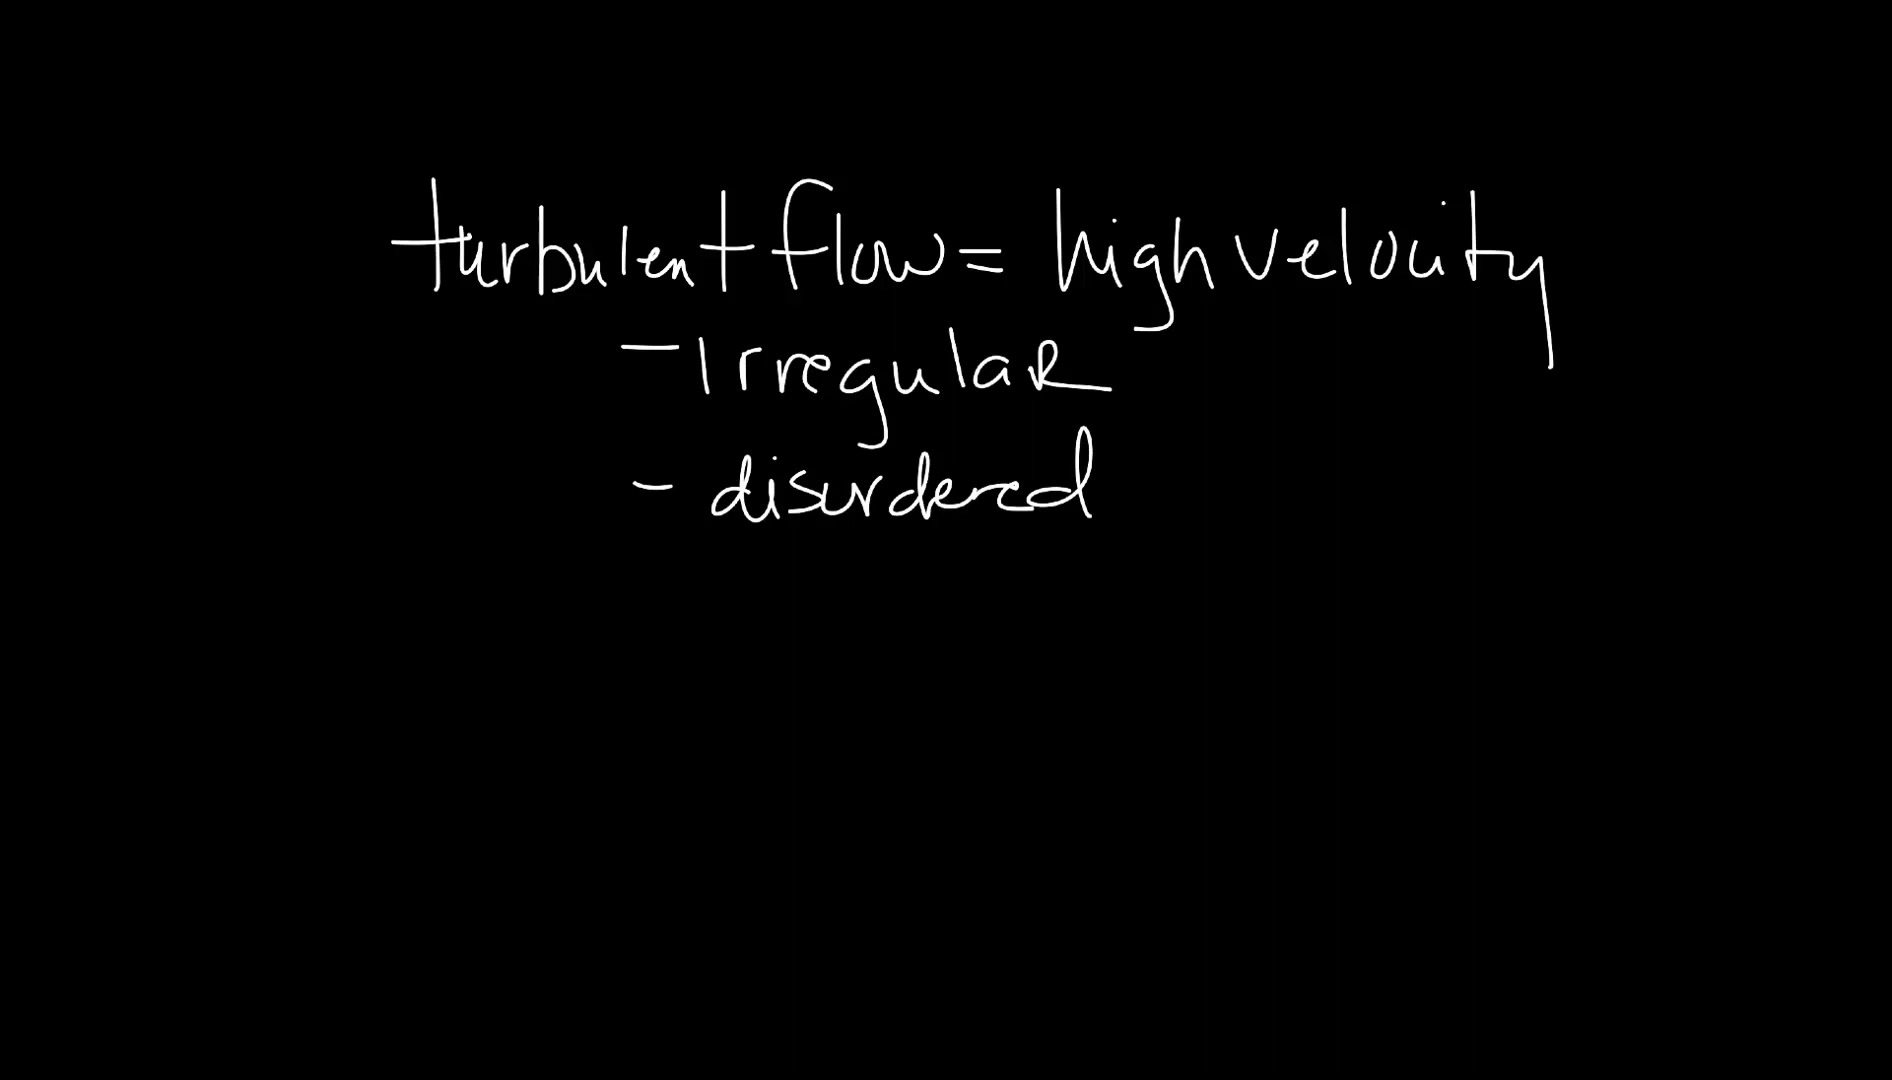 turbulent flow = high velocity
- Irregular
- disordered